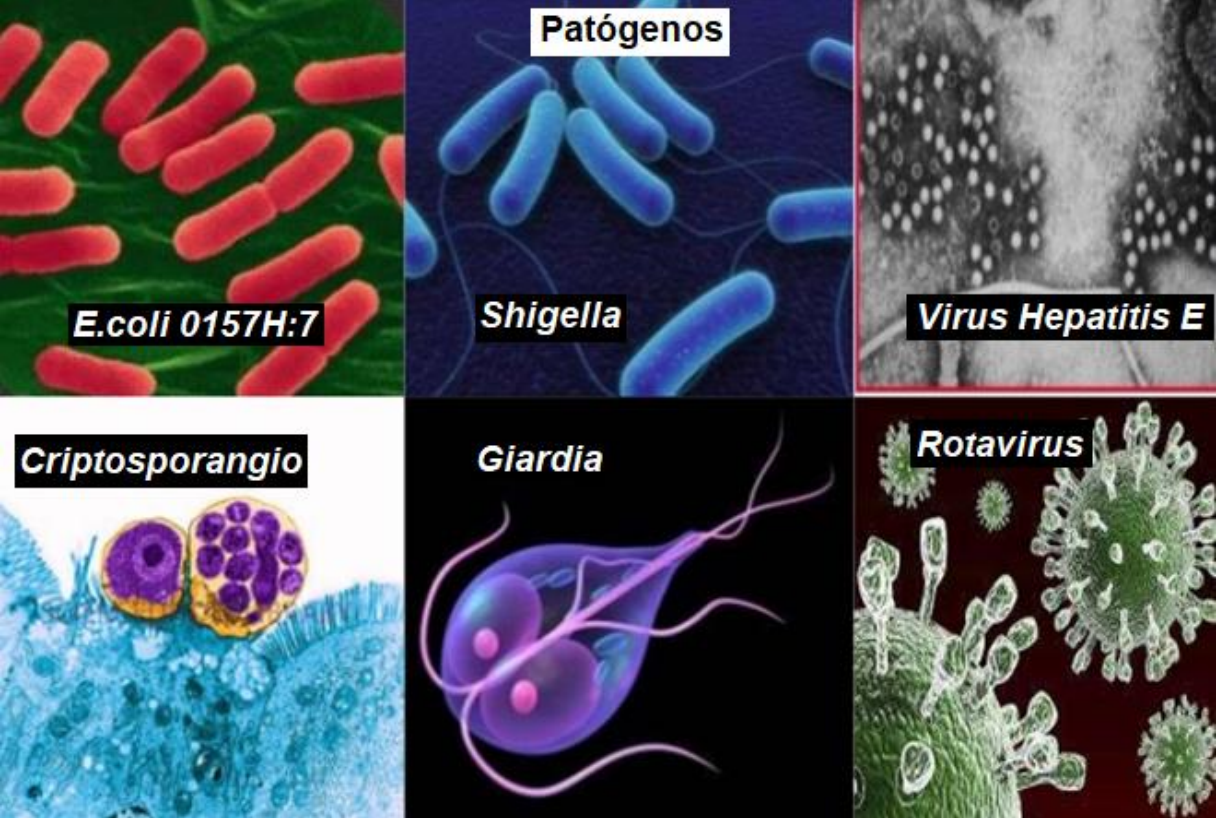 Patógenos
E.coli 0157H:7
Shigella
Virus Hepatitis E
Criptosporangio
Giardia
Rotavirus